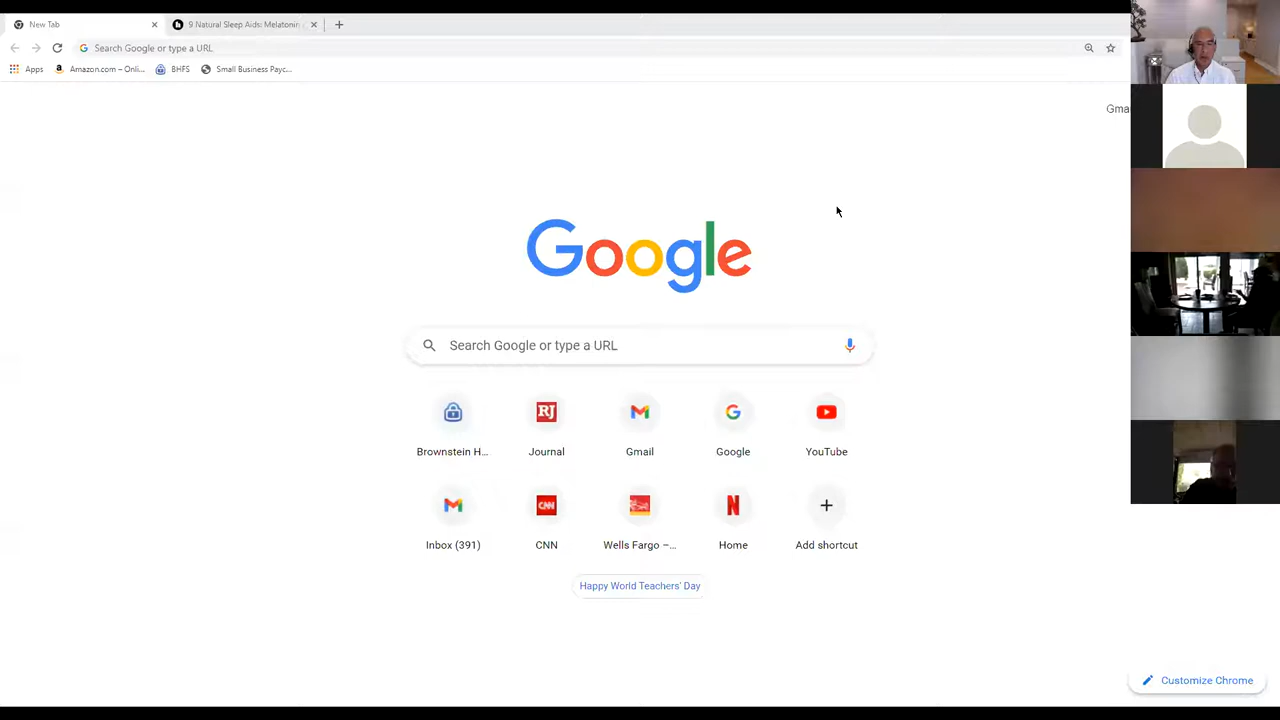 New Tab
9 Natural Sleep Aids: Melatonin
Search Google or type a URL
Apps
Amazon.com – Onli...
BHFS
Small Business Payc...
Gma
Google
Search Google or type a URL
RJ
Brownstein H...
Journal
Gmail
Google
YouTube
CNN
N
Inbox (391)
CNN
Wells Fargo –...
Home
Add shortcut
Happy World Teachers' Day
Customize Chrome